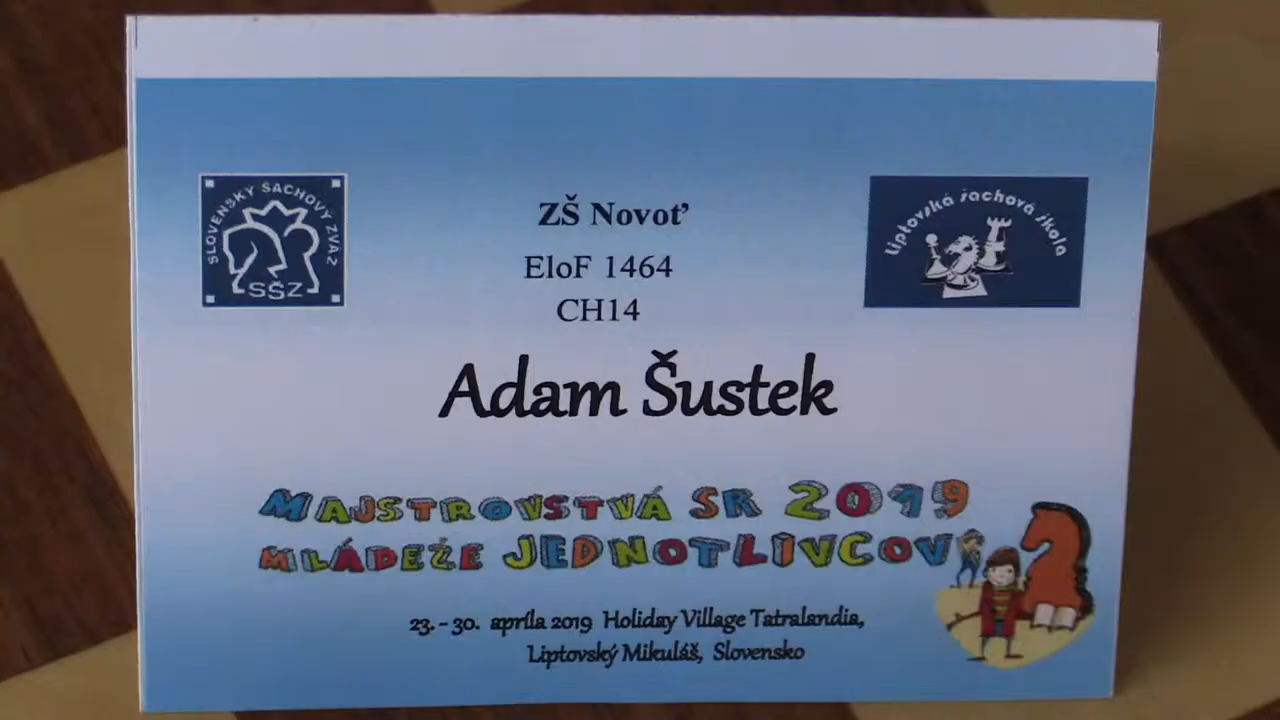 SLOVENSKÝ ŠACHOVÝ ZVÄZ
SŠZ
ZŠ Novoť
EloF 1464
CH14
Liptovská šachová škola
Adam Šustek
MAJSTROVSTVÁ SR 2019
MLÁDEŽE JEDNOTLIVCOV
23. - 30. apríla 2019 Holiday Village Tatralandia,
Liptovský Mikuláš, Slovensko